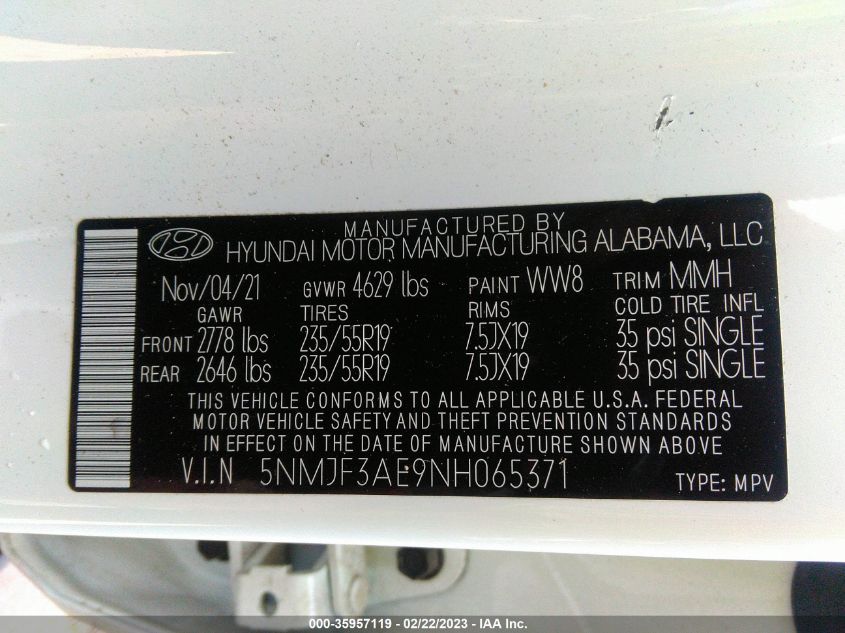 MANUFACTURED BY
HYUNDAI MOTOR MANUFACTURING ALABAMA, LLC
Nov/04/21 GVWR 4629 lbs PAINT WW8 TRIM MMH
GAWR TIRES RIMS COLD TIRE INFL
FRONT 2778 lbs 235/55R19 7.5JX19 35 psi SINGLE
REAR 2646 lbs 235/55R19 7.5JX19 35 psi SINGLE
THIS VEHICLE CONFORMS TO ALL APPLICABLE U.S.A. FEDERAL
MOTOR VEHICLE SAFETY AND THEFT PREVENTION STANDARDS
IN EFFECT ON THE DATE OF MANUFACTURE SHOWN ABOVE
V.I.N 5NMJF3AE9NH065371 TYPE: MPV
000-35957119 - 02/22/2023 - IAA Inc.